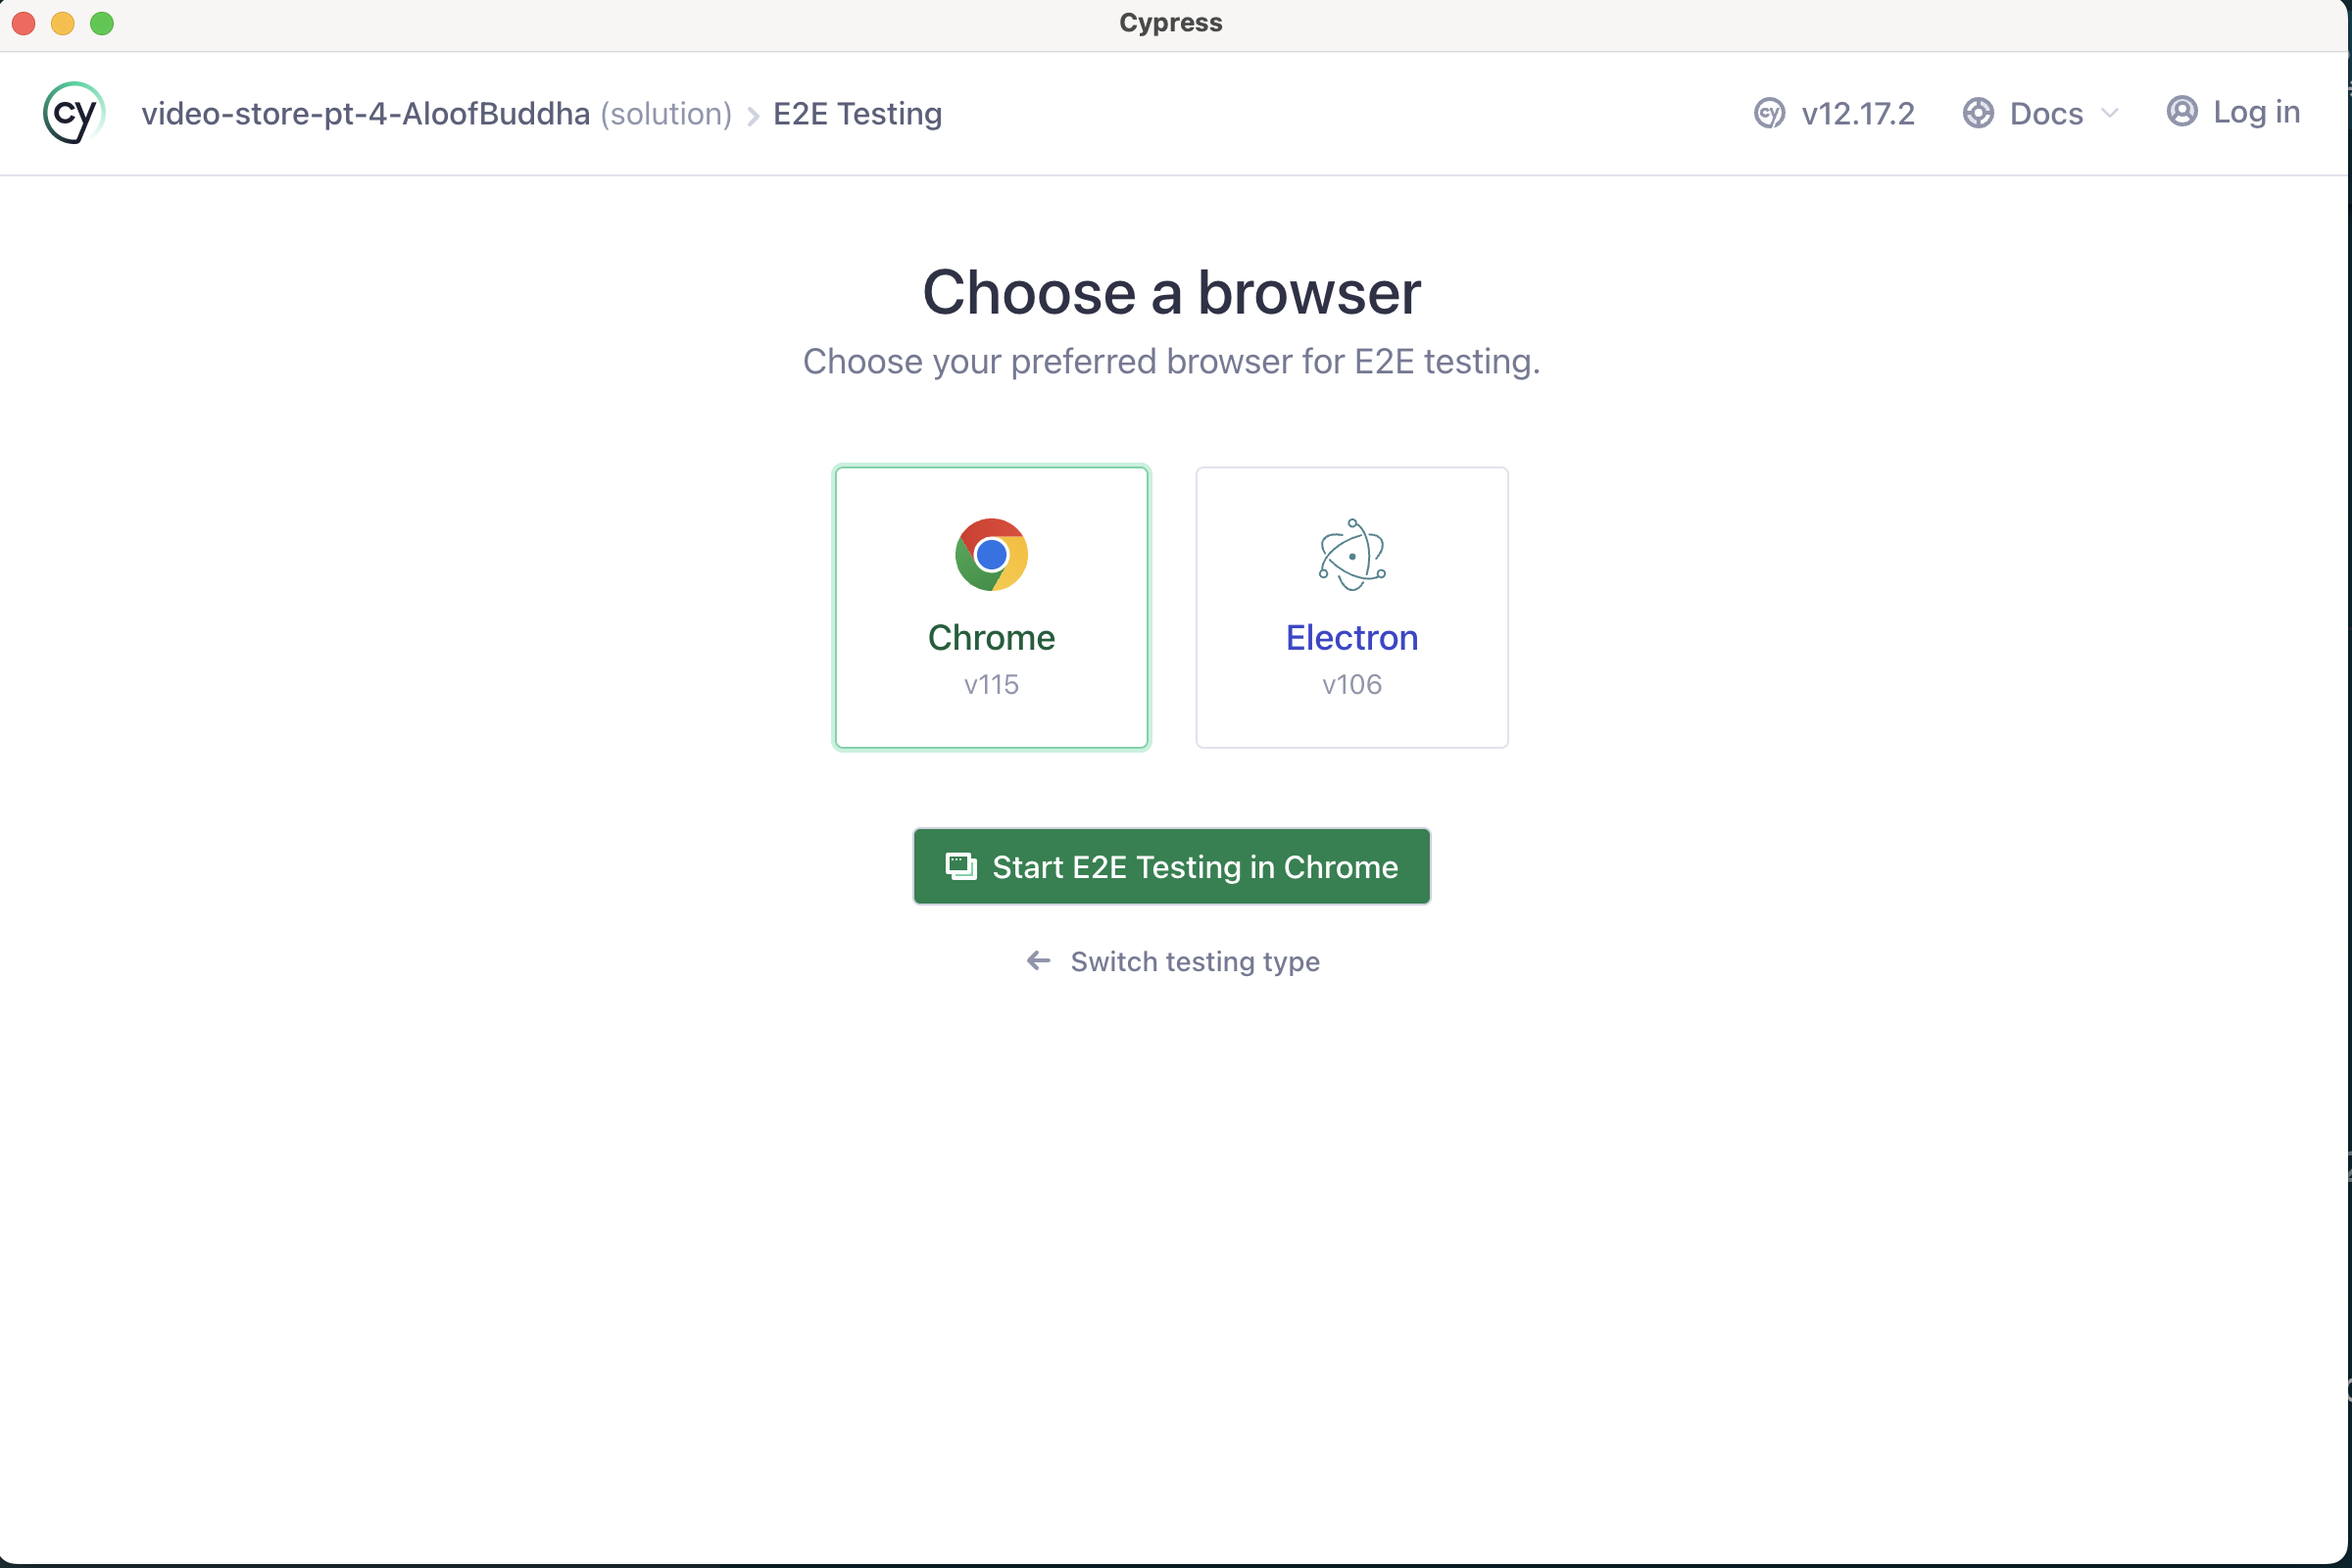 Cypress
cy video-store-pt-4-AloofBuddha (solution) › E2E Testing cy v12.17.2 Docs Log in
Choose a browser
Choose your preferred browser for E2E testing.
Chrome
v115
Electron
v106
Start E2E Testing in Chrome
← Switch testing type